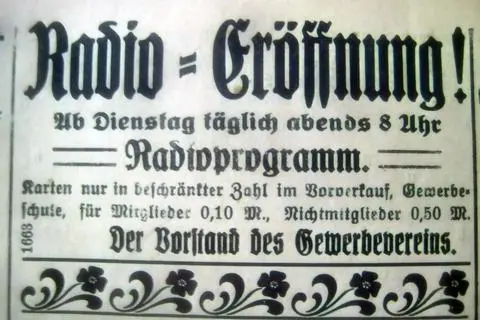 Radio = Eröffnung!
Ab Dienstag täglich abends 8 Uhr
Radioprogramm.
Karten nur in beschränkter Zahl im Vorverkauf, Gewerbe-
schule, für Mitglieder 0,10 M., Nichtmitglieder 0,50 M.
1663
Der Vorstand des Gewerbevereins.